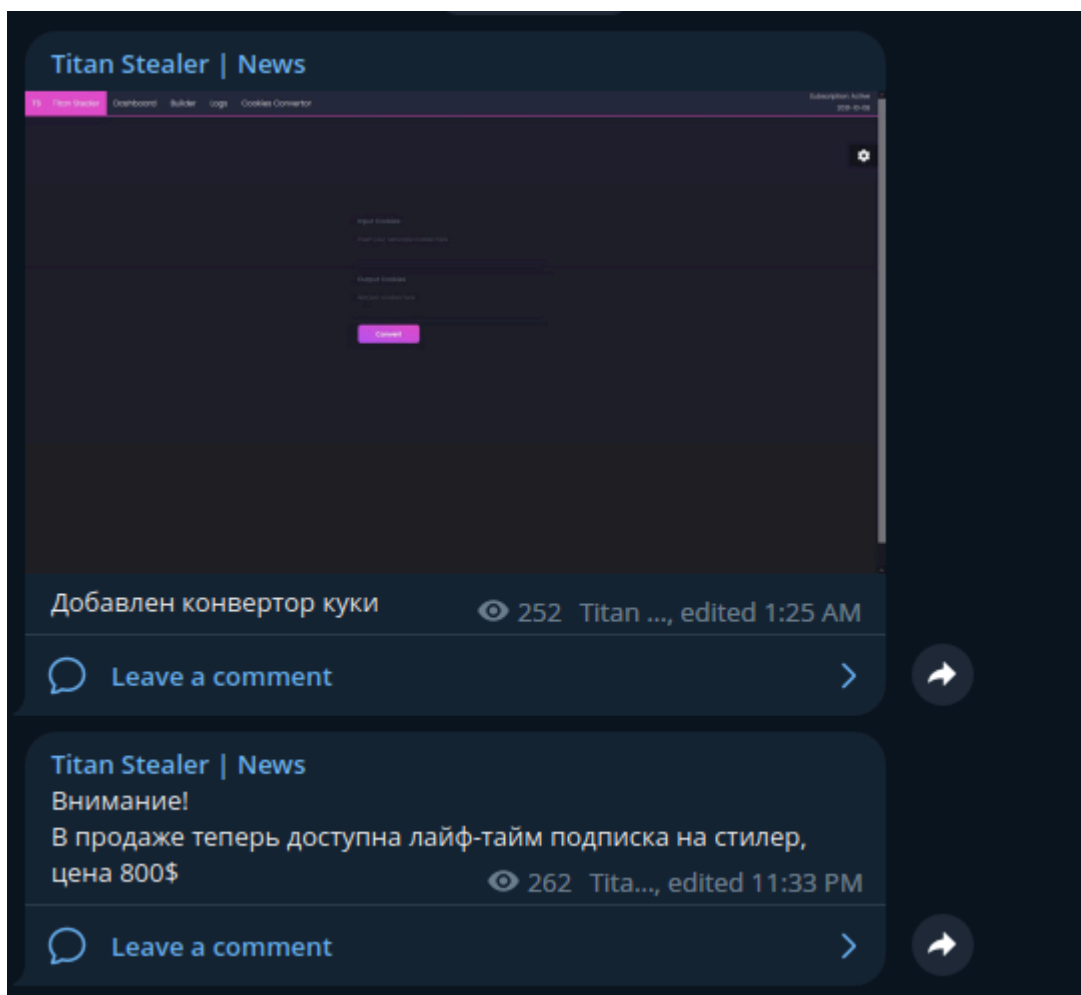 Titan Stealer | News
TS Titan Stealer Dashboard Builder Logs Cookies Convertor
Subscription Active
Input Cookies
Output Cookies
Convert
Добавлен конвертор куки
252 Titan ..., edited 1:25 AM
Leave a comment
Titan Stealer | News
Внимание!
В продаже теперь доступна лайф-тайм подписка на стилер,
цена 800$
262 Tita..., edited 11:33 PM
Leave a comment